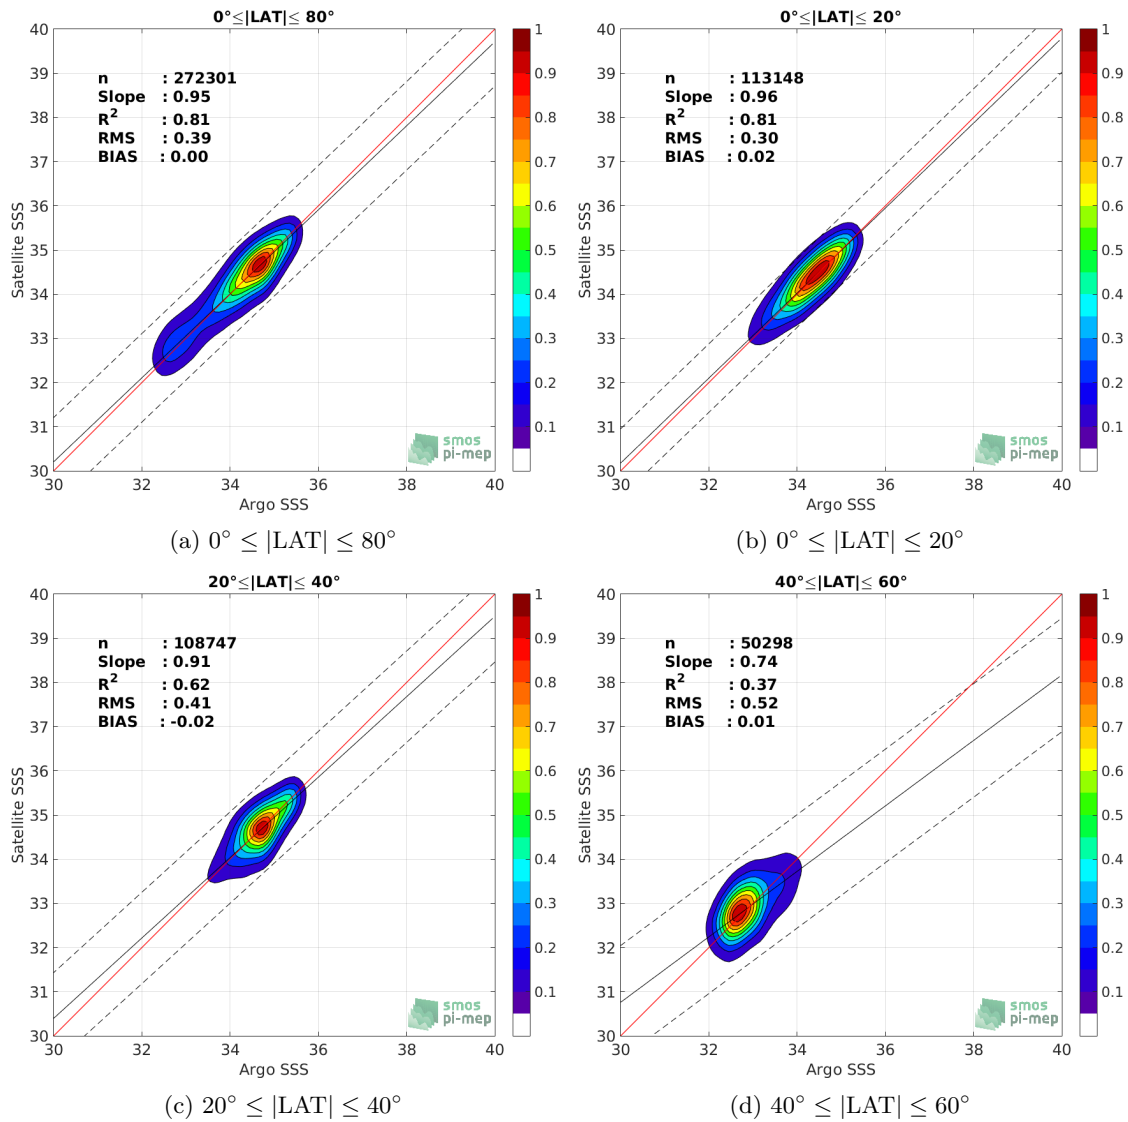 0°≤|LAT|≤ 80°
40
39
38
37
36
35
34
33
32
31
30
Satellite SSS
n : 272301
Slope : 0.95
R2 : 0.81
RMS : 0.39
BIAS : 0.00
smos
pi-mep
30 32 34 36 38 40
Argo SSS
1
0.9
0.8
0.7
0.6
0.5
0.4
0.3
0.2
0.1
(a) 0° ≤ |LAT| ≤ 80°
0°≤|LAT|≤ 20°
40
39
38
37
36
35
34
33
32
31
30
Satellite SSS
n : 113148
Slope : 0.96
R2 : 0.81
RMS : 0.30
BIAS : 0.02
smos
pi-mep
30 32 34 36 38 40
Argo SSS
1
0.9
0.8
0.7
0.6
0.5
0.4
0.3
0.2
0.1
(b) 0° ≤ |LAT| ≤ 20°
20°≤|LAT|≤ 40°
40
39
38
37
36
35
34
33
32
31
30
Satellite SSS
n : 108747
Slope : 0.91
R2 : 0.62
RMS : 0.41
BIAS : -0.02
smos
pi-mep
30 32 34 36 38 40
Argo SSS
1
0.9
0.8
0.7
0.6
0.5
0.4
0.3
0.2
0.1
(c) 20° ≤ |LAT| ≤ 40°
40°≤|LAT|≤ 60°
40
39
38
37
36
35
34
33
32
31
30
Satellite SSS
n : 50298
Slope : 0.74
R2 : 0.37
RMS : 0.52
BIAS : 0.01
smos
pi-mep
30 32 34 36 38 40
Argo SSS
1
0.9
0.8
0.7
0.6
0.5
0.4
0.3
0.2
0.1
(d) 40° ≤ |LAT| ≤ 60°